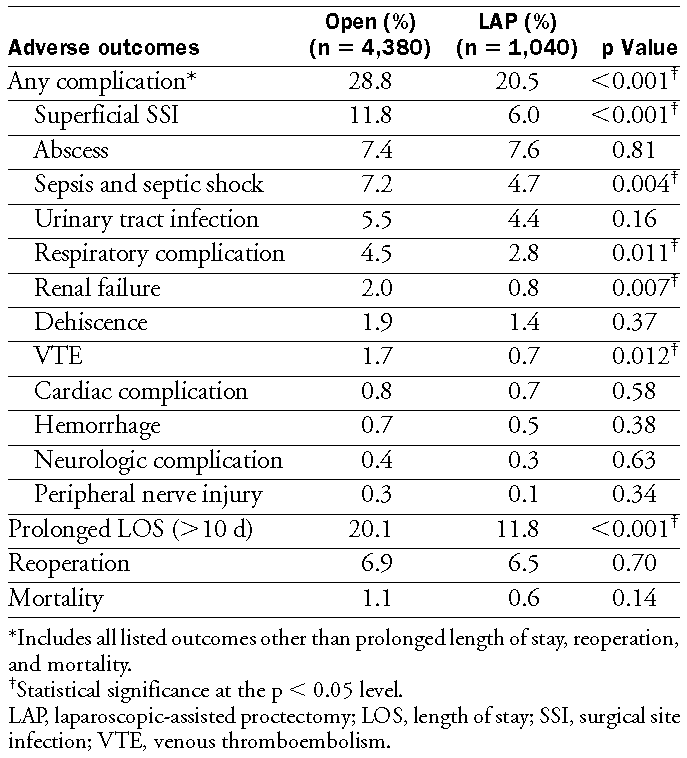 Adverse outcomes Open (%) (n = 4,380) LAP (%) (n = 1,040) p Value
Any complication* 28.8 20.5 <0.001†
Superficial SSI 11.8 6.0 <0.001†
Abscess 7.4 7.6 0.81
Sepsis and septic shock 7.2 4.7 0.004†
Urinary tract infection 5.5 4.4 0.16
Respiratory complication 4.5 2.8 0.011†
Renal failure 2.0 0.8 0.007†
Dehiscence 1.9 1.4 0.37
VTE 1.7 0.7 0.012†
Cardiac complication 0.8 0.7 0.58
Hemorrhage 0.7 0.5 0.38
Neurologic complication 0.4 0.3 0.63
Peripheral nerve injury 0.3 0.1 0.34
Prolonged LOS (>10 d) 20.1 11.8 <0.001†
Reoperation 6.9 6.5 0.70
Mortality 1.1 0.6 0.14
*Includes all listed outcomes other than prolonged length of stay, reoperation,
and mortality.
†Statistical significance at the p < 0.05 level.
LAP, laparoscopic-assisted proctectomy; LOS, length of stay; SSI, surgical site
infection; VTE, venous thromboembolism.